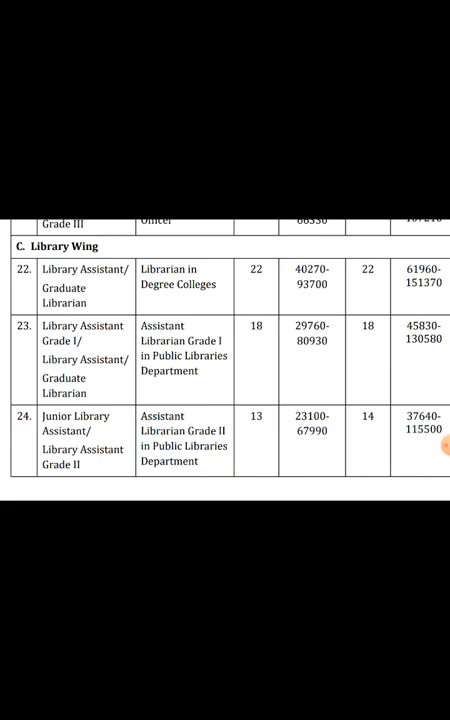 Grade III Officer 66330 107210
C. Library Wing
22. Library Assistant/ Librarian in 22 40270- 22 61960-
Graduate Degree Colleges 93700 151370
Librarian
23. Library Assistant Assistant 18 29760- 18 45830-
Grade I/ Librarian Grade I 80930 130580
Library Assistant/ in Public Libraries
Graduate Department
Librarian
24. Junior Library Assistant 13 23100- 14 37640-
Assistant/ Librarian Grade II 67990 115500
Library Assistant in Public Libraries
Grade II Department